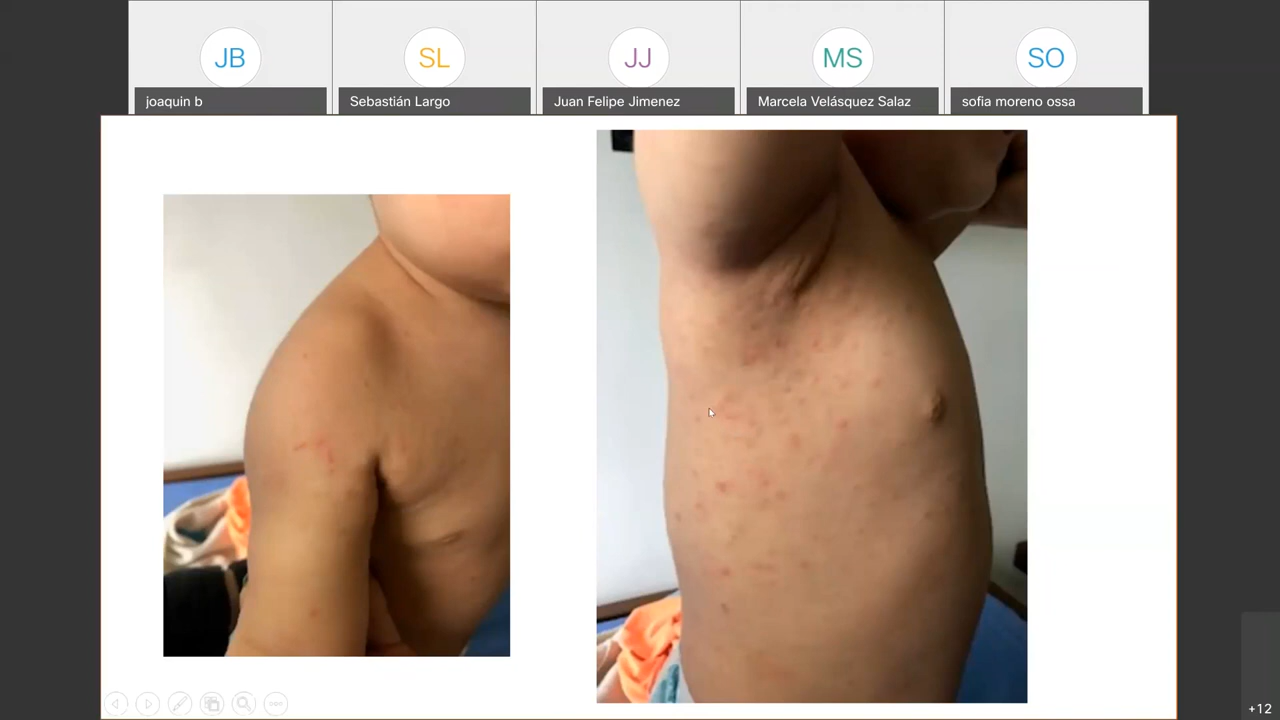 JB
SL
JJ
MS
SO
joaquin b
Sebastián Largo
Juan Felipe Jimenez
Marcela Velásquez Salaz
sofia moreno ossa
+12